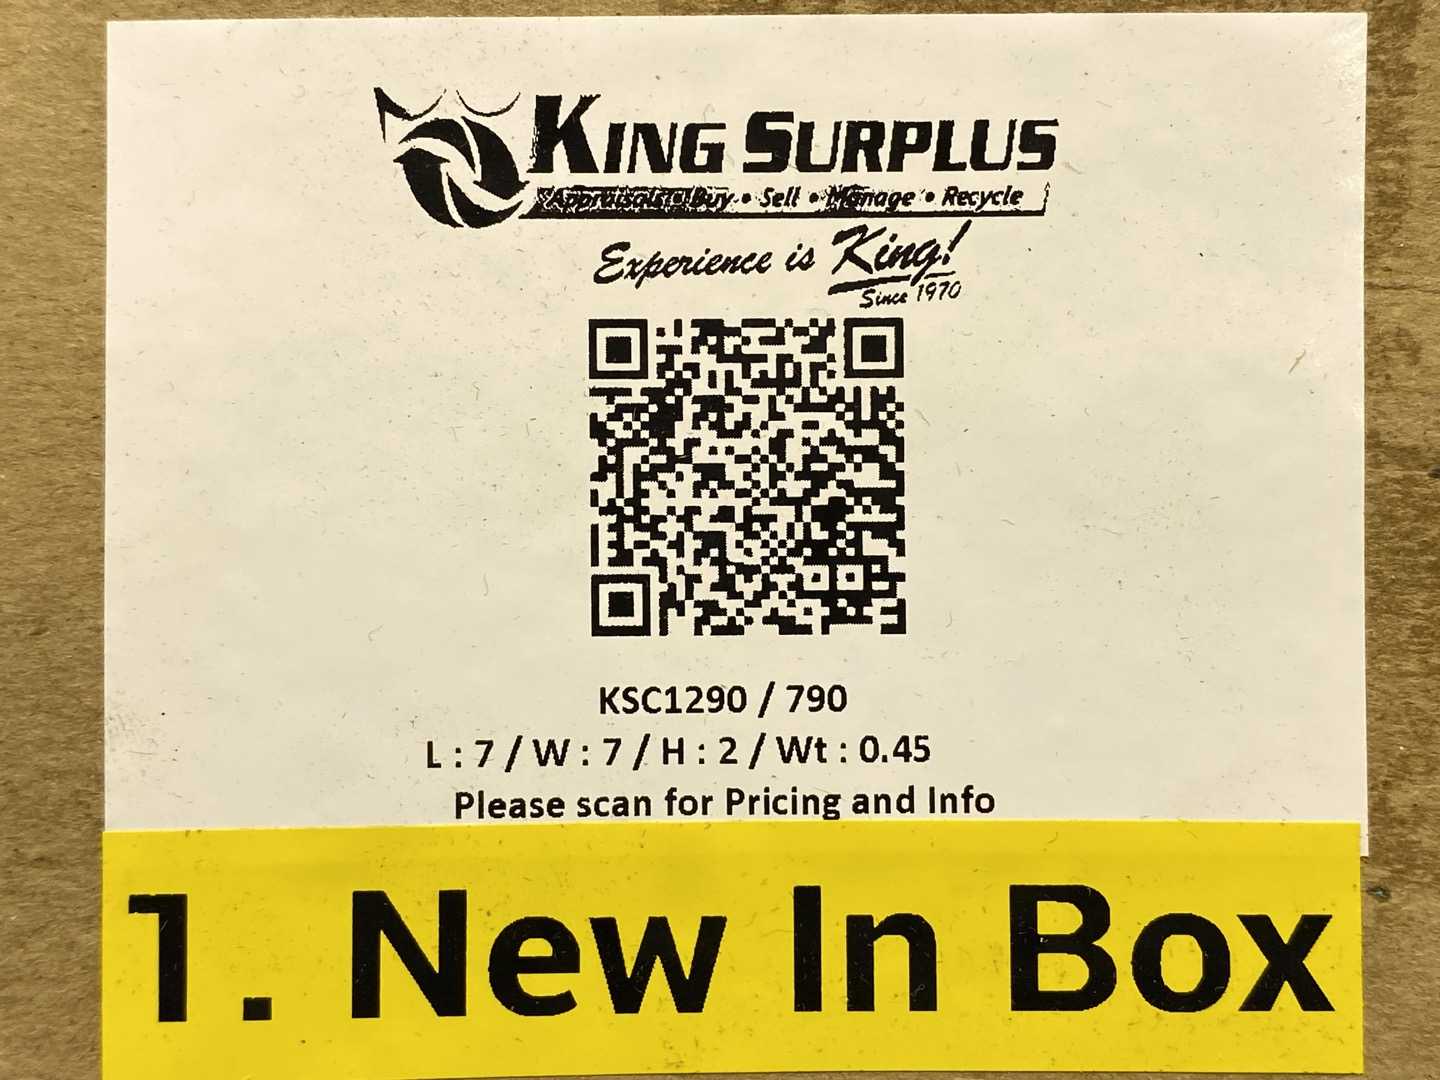 KING SURPLUS
Appraisals • Buy • Sell • Manage • Recycle
Experience is King!
Since 1970
KSC1290 / 790
L : 7 / W : 7 / H : 2 / Wt : 0.45
Please scan for Pricing and Info
1. New In Box